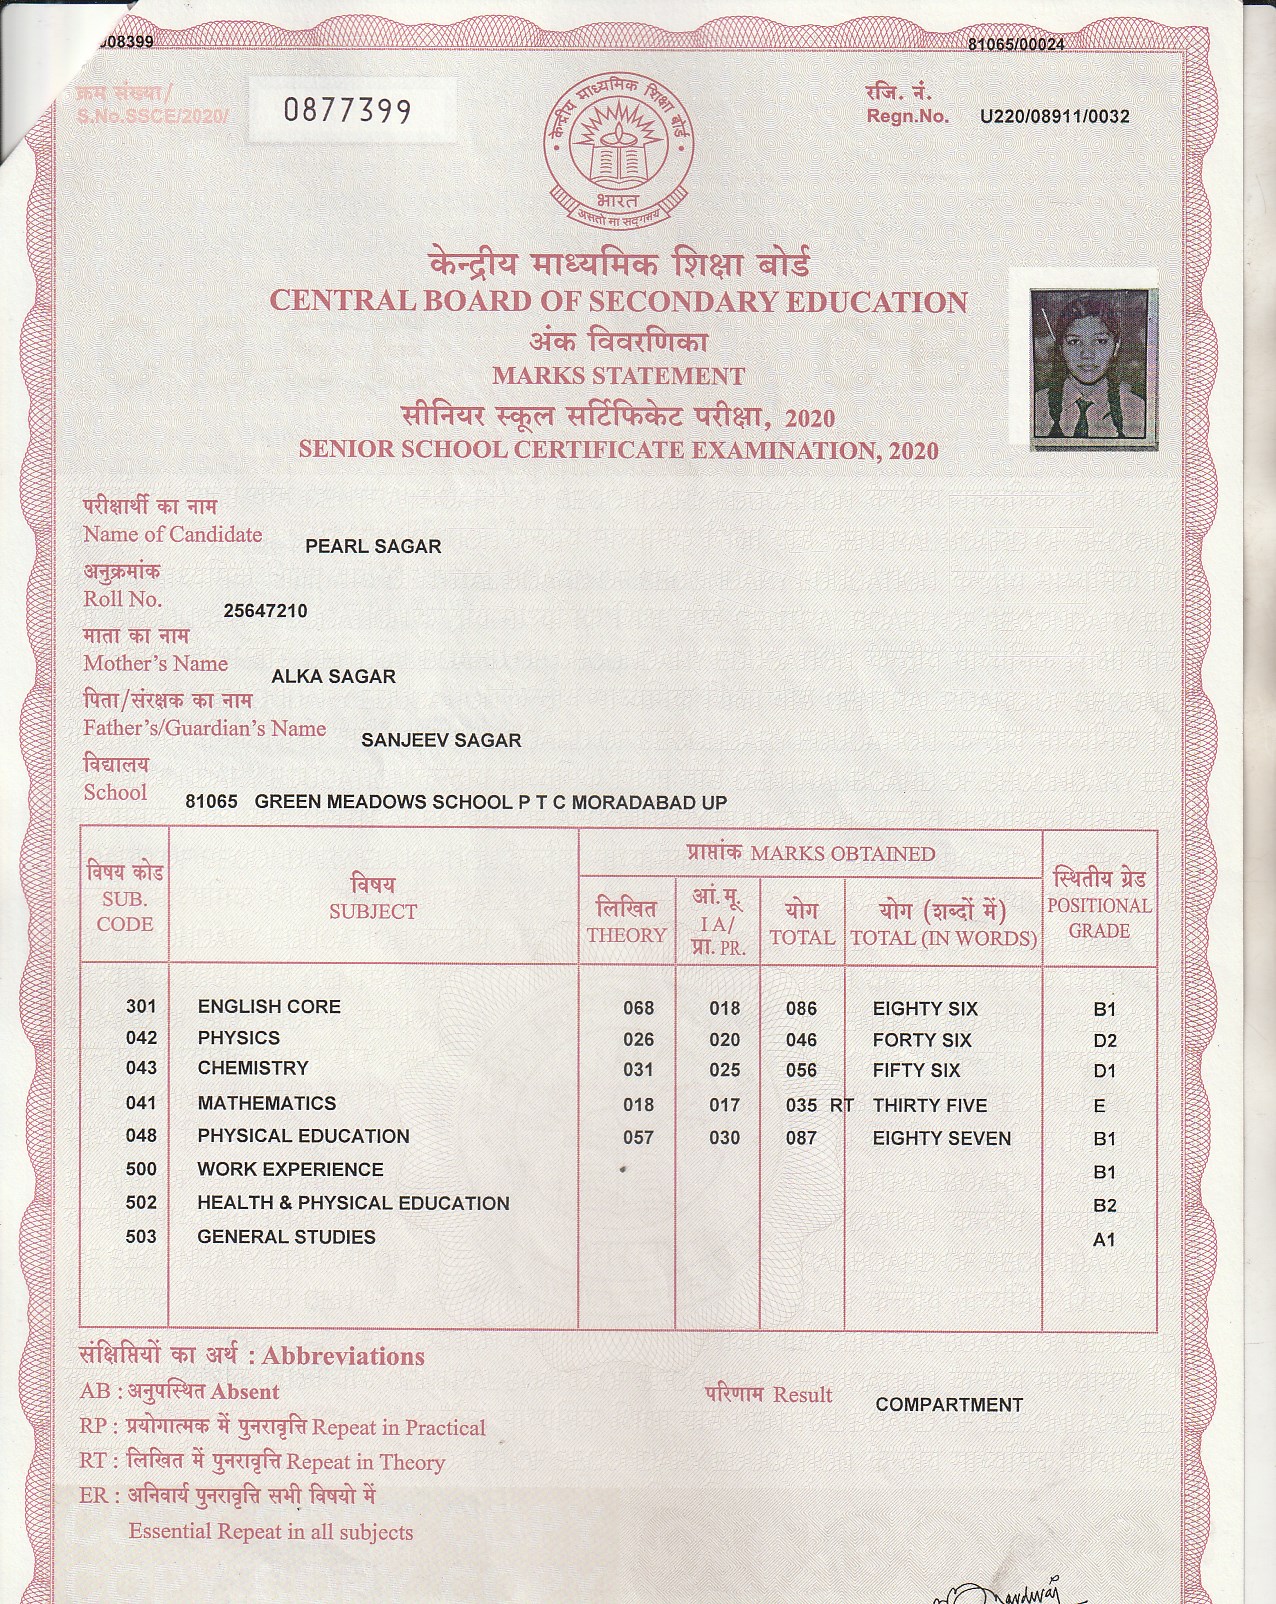 08399
81065/00024
क्रम संख्या/
S.No.SSCE/2020/
0877399
केन्द्रीय माध्यमिक शिक्षा बोर्ड
भारत
असतो मा सद्गमय
रजि. नं.
Regn.No. U220/08911/0032
केन्द्रीय माध्यमिक शिक्षा बोर्ड
CENTRAL BOARD OF SECONDARY EDUCATION
अंक विवरणिका
MARKS STATEMENT
सीनियर स्कूल सर्टिफिकेट परीक्षा, 2020
SENIOR SCHOOL CERTIFICATE EXAMINATION, 2020
परीक्षार्थी का नाम
Name of Candidate PEARL SAGAR
अनुक्रमांक
Roll No. 25647210
माता का नाम
Mother's Name ALKA SAGAR
पिता/संरक्षक का नाम
Father's/Guardian's Name SANJEEV SAGAR
विद्यालय
School 81065 GREEN MEADOWS SCHOOL P T C MORADABAD UP
विषय कोड
SUB.
CODE
विषय
SUBJECT
प्राप्तांक MARKS OBTAINED
लिखित
THEORY
आं.मू.
I A/
प्रा. PR.
योग
TOTAL
योग (शब्दों में)
TOTAL (IN WORDS)
स्थितीय ग्रेड
POSITIONAL
GRADE
301 ENGLISH CORE 068 018 086 EIGHTY SIX B1
042 PHYSICS 026 020 046 FORTY SIX D2
043 CHEMISTRY 031 025 056 FIFTY SIX D1
041 MATHEMATICS 018 017 035 RT THIRTY FIVE E
048 PHYSICAL EDUCATION 057 030 087 EIGHTY SEVEN B1
500 WORK EXPERIENCE B1
502 HEALTH & PHYSICAL EDUCATION B2
503 GENERAL STUDIES A1
संक्षिप्तियों का अर्थ : Abbreviations
AB : अनुपस्थित Absent
परिणाम Result COMPARTMENT
RP : प्रयोगात्मक में पुनरावृत्ति Repeat in Practical
RT : लिखित में पुनरावृत्ति Repeat in Theory
ER : अनिवार्य पुनरावृत्ति सभी विषयो में
Essential Repeat in all subjects